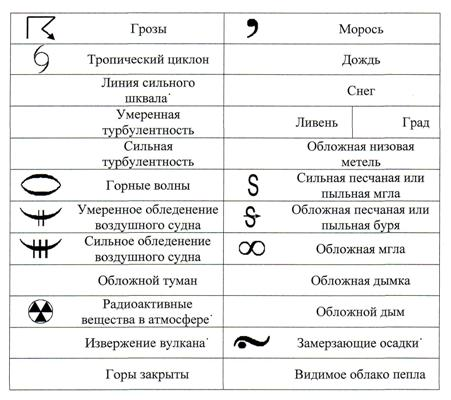 Грозы
Морось
Тропический циклон
Дождь
Линия сильного
шквала*
Снег
Умеренная
турбулентность
Ливень
Град
Сильная
турбулентность
Обложная низовая
метель
Горные волны
Сильная песчаная или
пыльная мгла
Умеренное обледенение
воздушного судна
Обложная песчаная или
пыльная буря
Сильное обледенение
воздушного судна
Обложная мгла
Обложной туман
Обложная дымка
Радиоактивные
вещества в атмосфере*
Обложной дым
Извержение вулкана*
Замерзающие осадки*
Горы закрыты
Видимое облако пепла